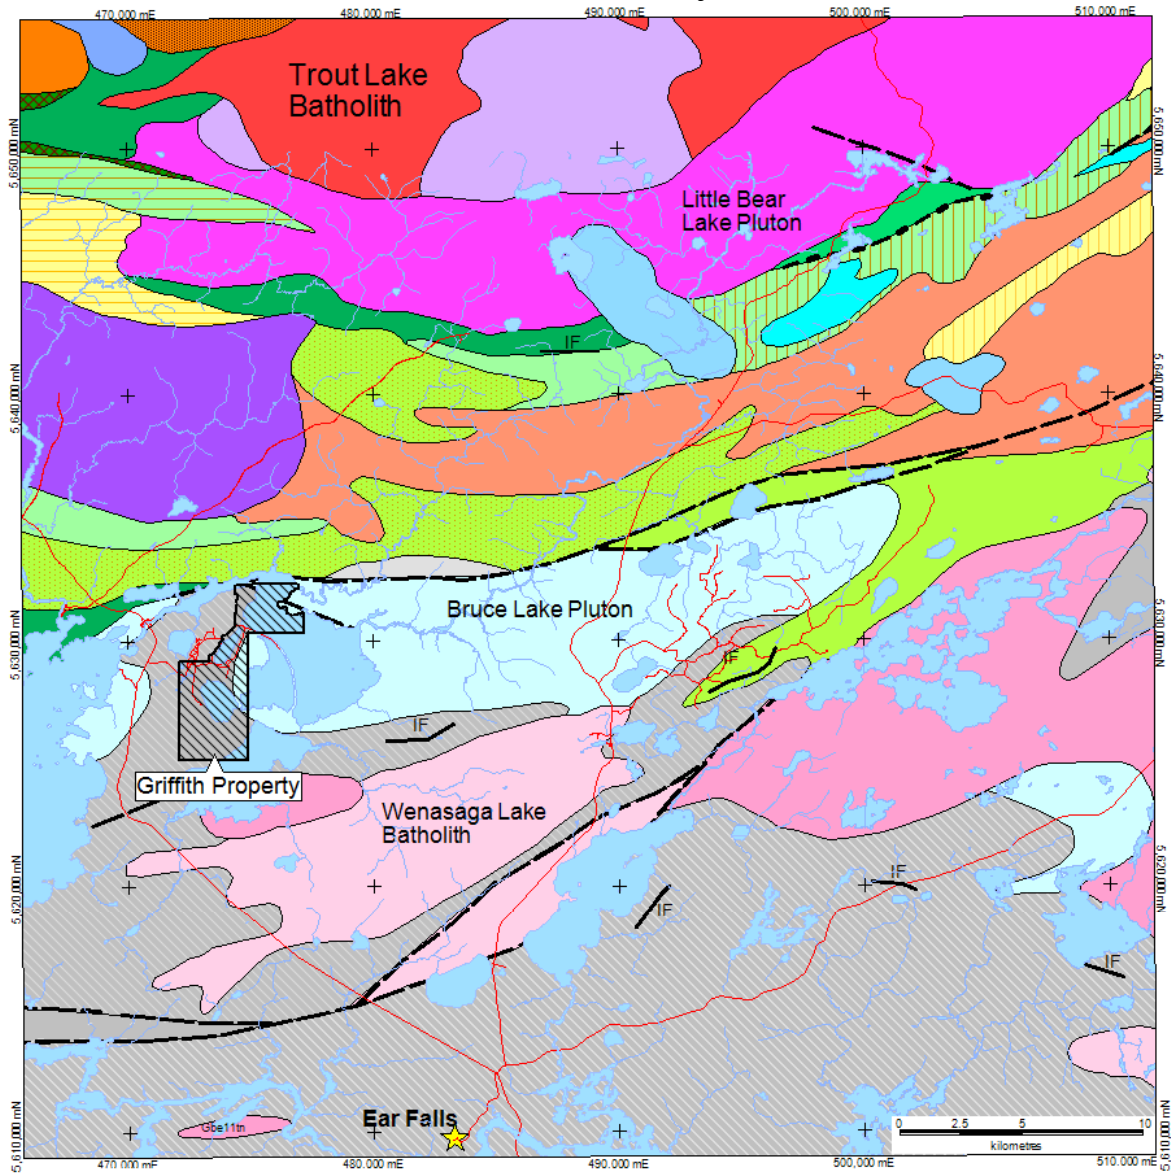 470,000 mE
480,000 mE
490,000 mE
500,000 mE
510,000 mE
Trout Lake
Batholith
5,650,000 mN
5,650,000 mN
Little Bear
Lake Pluton
IF
5,640,000 mN
5,640,000 mN
Bruce Lake Pluton
5,630,000 mN
5,630,000 mN
IF
IF
Griffith Property
Wenasaga Lake
Batholith
5,620,000 mN
5,620,000 mN
IF
IF
IF
Ear Falls
Gbe11tn
0
2.5
5
10
kilometres
5,610,000 mN
470,000 mE
480,000 mE
490,000 mE
500,000 mE
510,000 mE